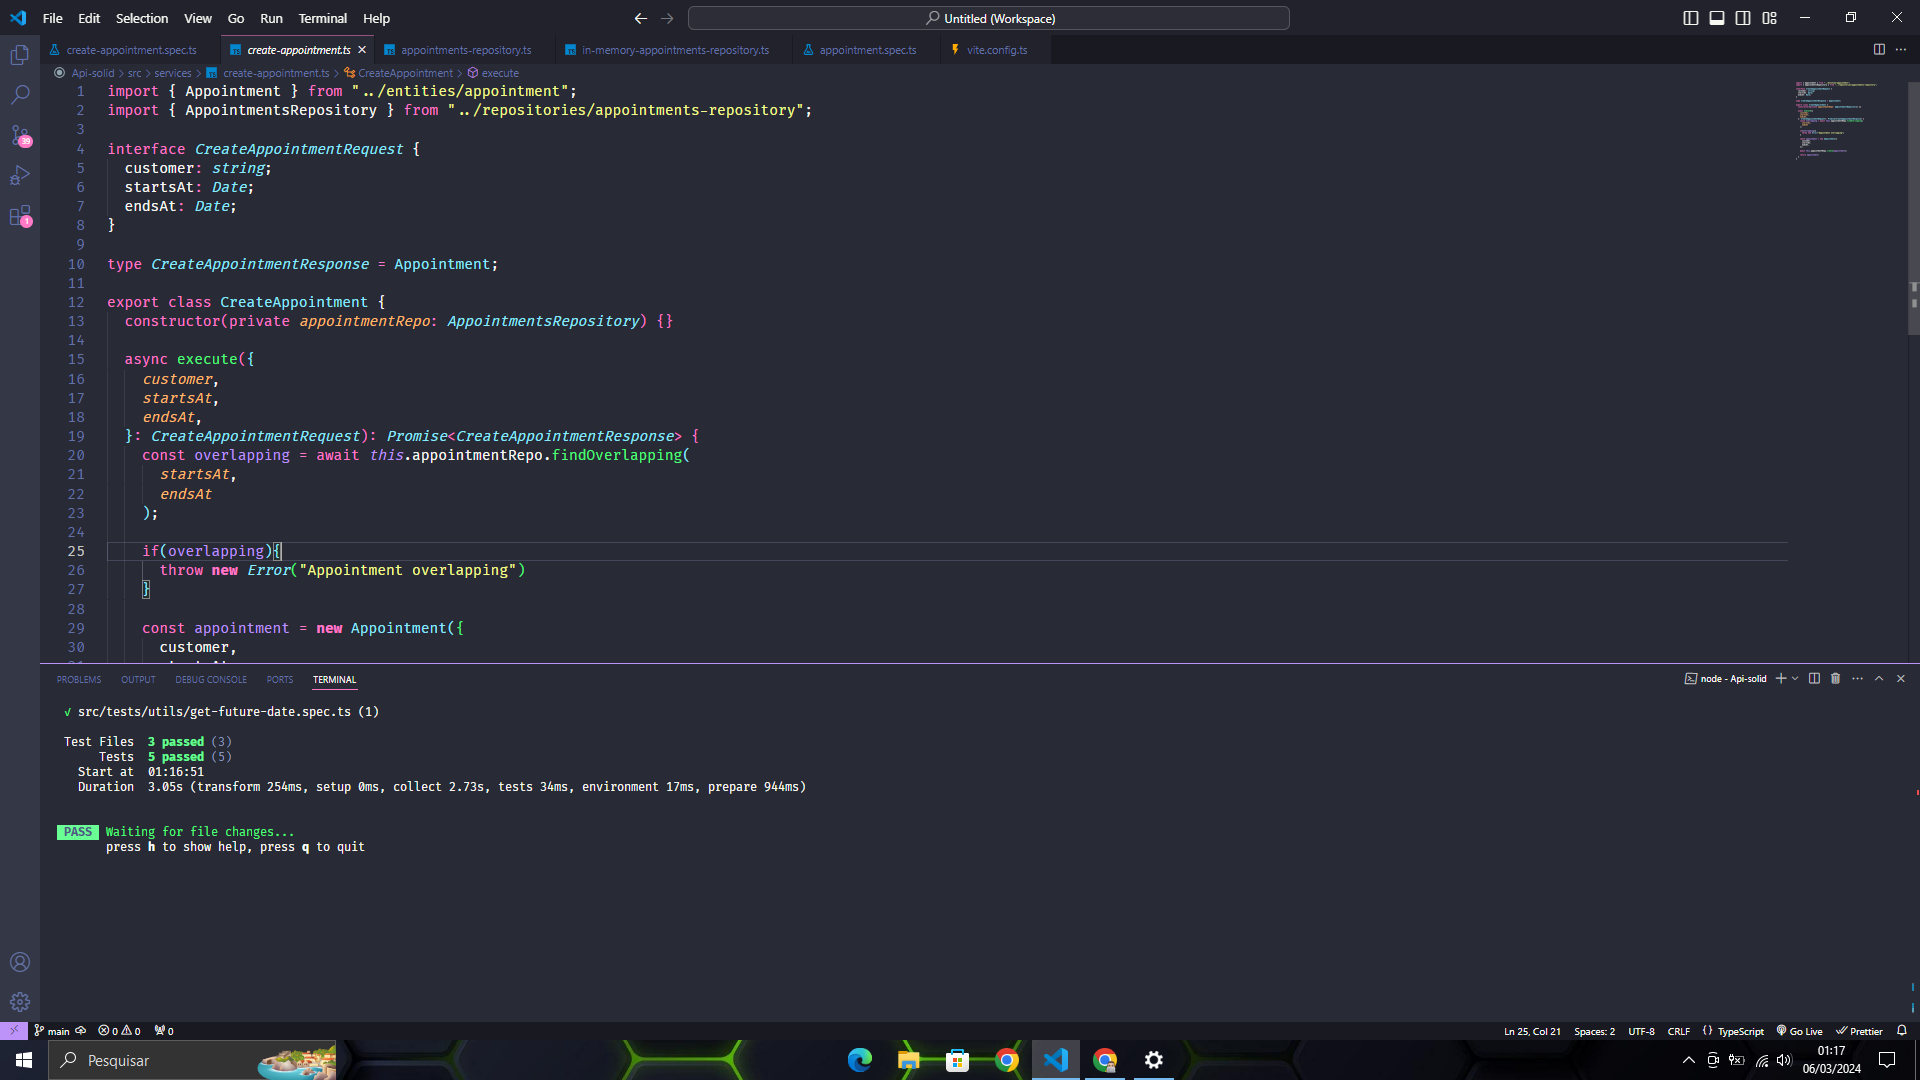 File Edit Selection View Go Run Terminal Help
Untitled (Workspace)
create-appointment.spec.ts create-appointment.ts appointments-repository.ts in-memory-appointments-repository.ts appointment.spec.ts vite.config.ts
Api-solid > src > services > create-appointment.ts > CreateAppointment > execute
1 import { Appointment } from "../entities/appointment";
2 import { AppointmentsRepository } from "../repositories/appointments-repository";
3
4 interface CreateAppointmentRequest {
5 customer: string;
6 startsAt: Date;
7 endsAt: Date;
8 }
9
10 type CreateAppointmentResponse = Appointment;
11
12 export class CreateAppointment {
13 constructor(private appointmentRepo: AppointmentsRepository) {}
14
15 async execute({
16 customer,
17 startsAt,
18 endsAt,
19 }: CreateAppointmentRequest): Promise<CreateAppointmentResponse> {
20 const overlapping = await this.appointmentRepo.findOverlapping(
21 startsAt,
22 endsAt
23 );
24
25 if(overlapping){
26 throw new Error("Appointment overlapping")
27 }
28
29 const appointment = new Appointment({
30 customer,
39
1
PROBLEMS OUTPUT DEBUG CONSOLE PORTS TERMINAL
node - Api-solid
√ src/tests/utils/get-future-date.spec.ts (1)
Test Files 3 passed (3)
Tests 5 passed (5)
Start at 01:16:51
Duration 3.05s (transform 254ms, setup 0ms, collect 2.73s, tests 34ms, environment 17ms, prepare 944ms)
PASS Waiting for file changes...
press h to show help, press q to quit
main 0 0 0
Ln 25, Col 21 Spaces: 2 UTF-8 CRLF {} TypeScript Go Live Prettier
Pesquisar
01:17
06/03/2024